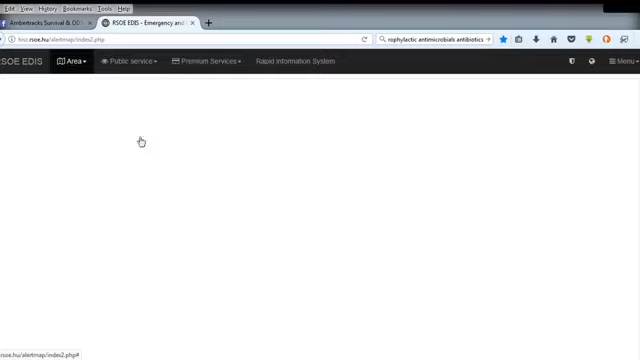 Edit View History Bookmarks Tools Help
Ambertracks Survival & OD × RSOE EDIS - Emergency and × +
hisz.rsoe.hu/alertmap/index2.php rophylactic antimicrobials antibiotics
RSOE EDIS Area Public service Premium Services Rapid Information System Menu
.rsoe.hu/alertmap/index2.php#